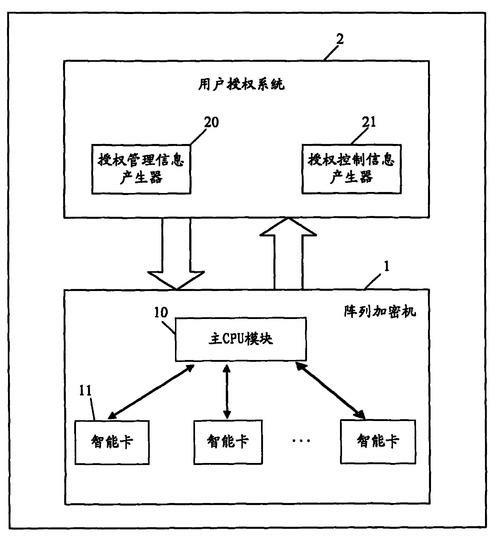 2
用户授权系统
20
21
授权管理信息
产生器
授权控制信息
产生器
1
阵列加密机
10
主CPU模块
11
智能卡
智能卡
...
智能卡